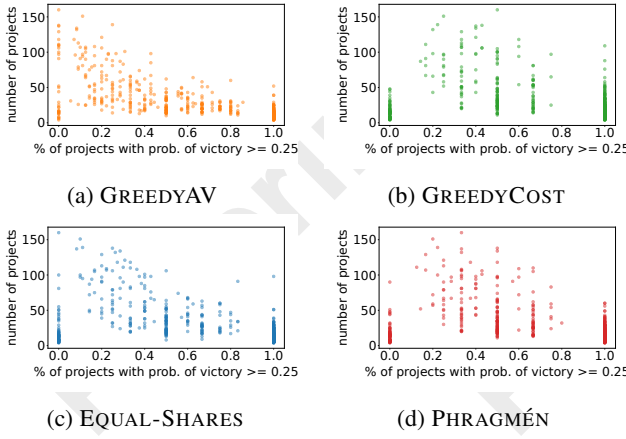 number of projects
150
100
50
0
0.0 0.2 0.4 0.6 0.8 1.0
% of projects with prob. of victory >= 0.25
(a) GREEDYAV
number of projects
150
100
50
0
0.0 0.2 0.4 0.6 0.8 1.0
% of projects with prob. of victory >= 0.25
(b) GREEDYCOST
number of projects
150
100
50
0
0.0 0.2 0.4 0.6 0.8 1.0
% of projects with prob. of victory >= 0.25
(c) EQUAL-SHARES
number of projects
150
100
50
0
0.0 0.2 0.4 0.6 0.8 1.0
% of projects with prob. of victory >= 0.25
(d) PHRAGMÉN